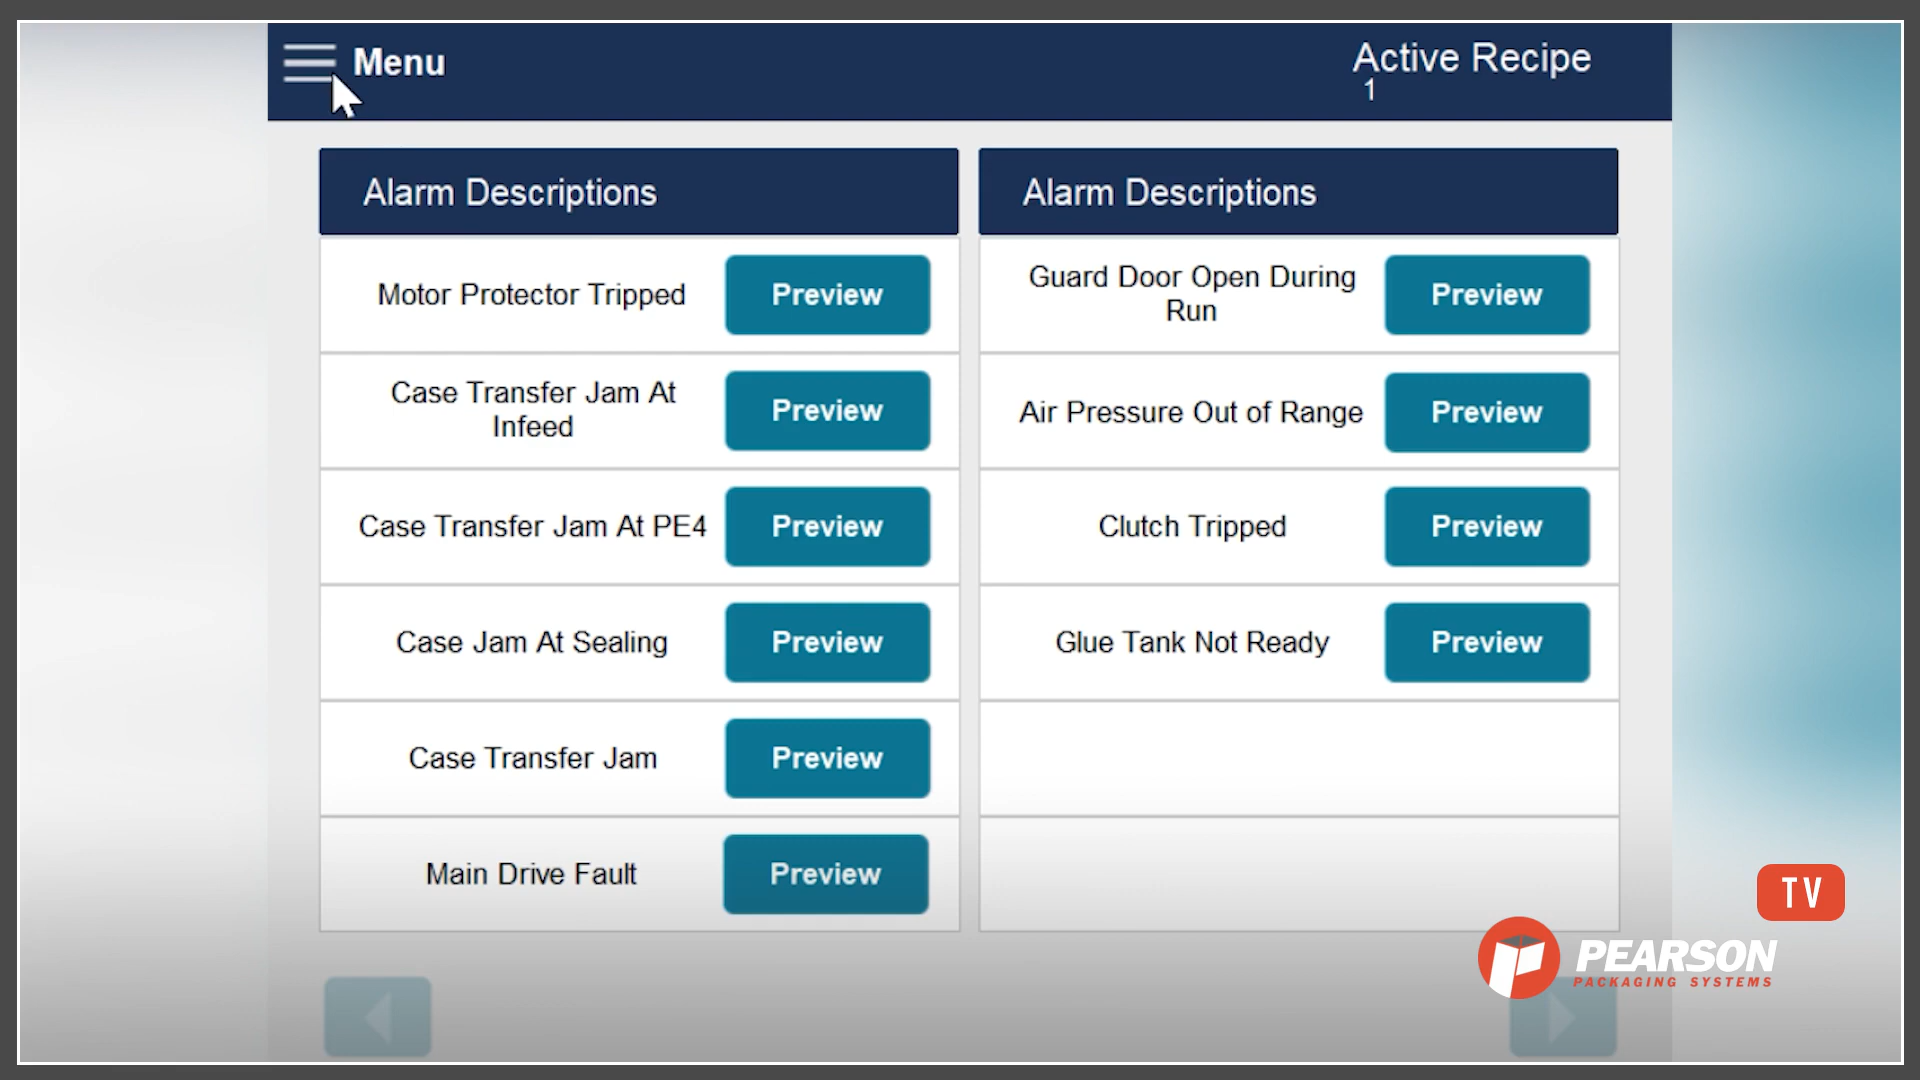 Menu
Active Recipe
1
Alarm Descriptions
Motor Protector Tripped
Preview
Case Transfer Jam At
Infeed
Preview
Case Transfer Jam At PE4
Preview
Case Jam At Sealing
Preview
Case Transfer Jam
Preview
Main Drive Fault
Preview
Alarm Descriptions
Guard Door Open During
Run
Preview
Air Pressure Out of Range
Preview
Clutch Tripped
Preview
Glue Tank Not Ready
Preview
TV
PEARSON
PACKAGING SYSTEMS